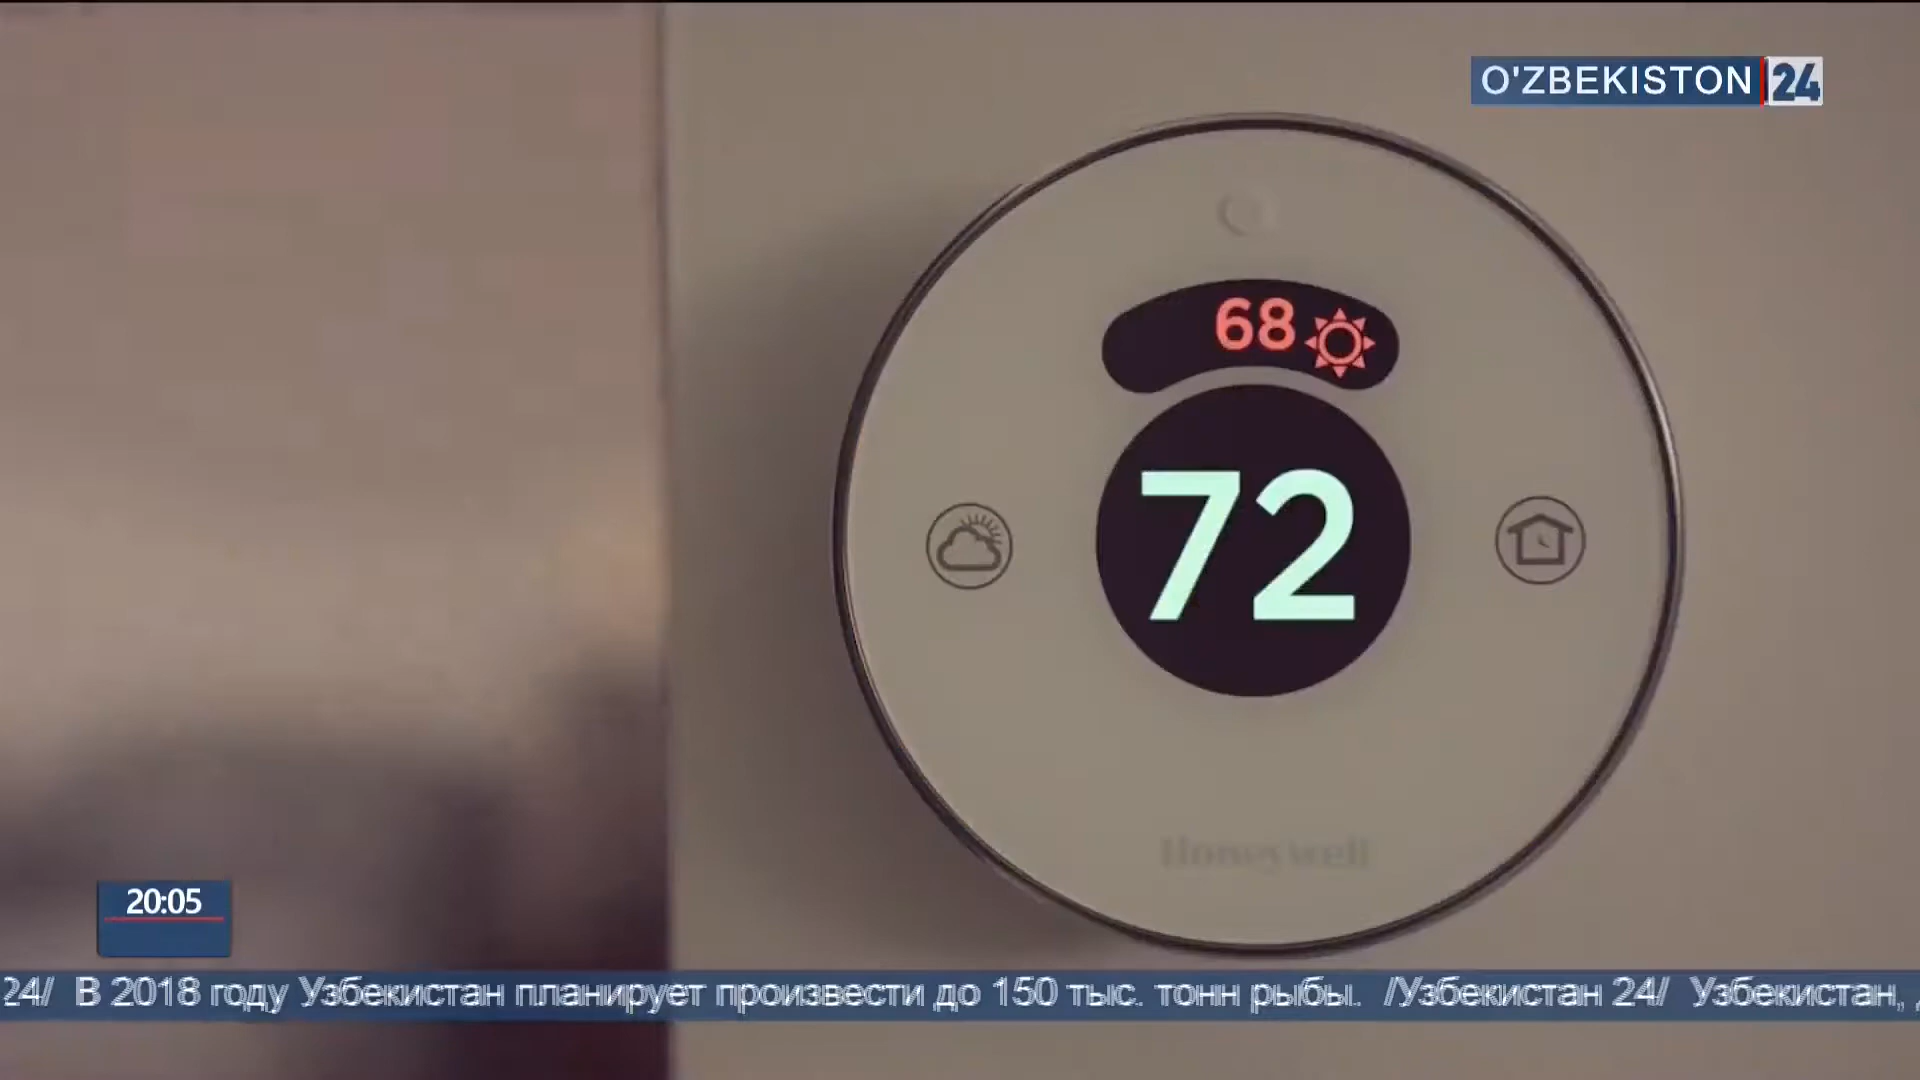 O'ZBEKISTON 24
68
72
Honeywell
20:05
24/ В 2018 году Узбекистан планирует произвести до 150 тыс. тонн рыбы. /Узбекистан 24/ Узбекистан,